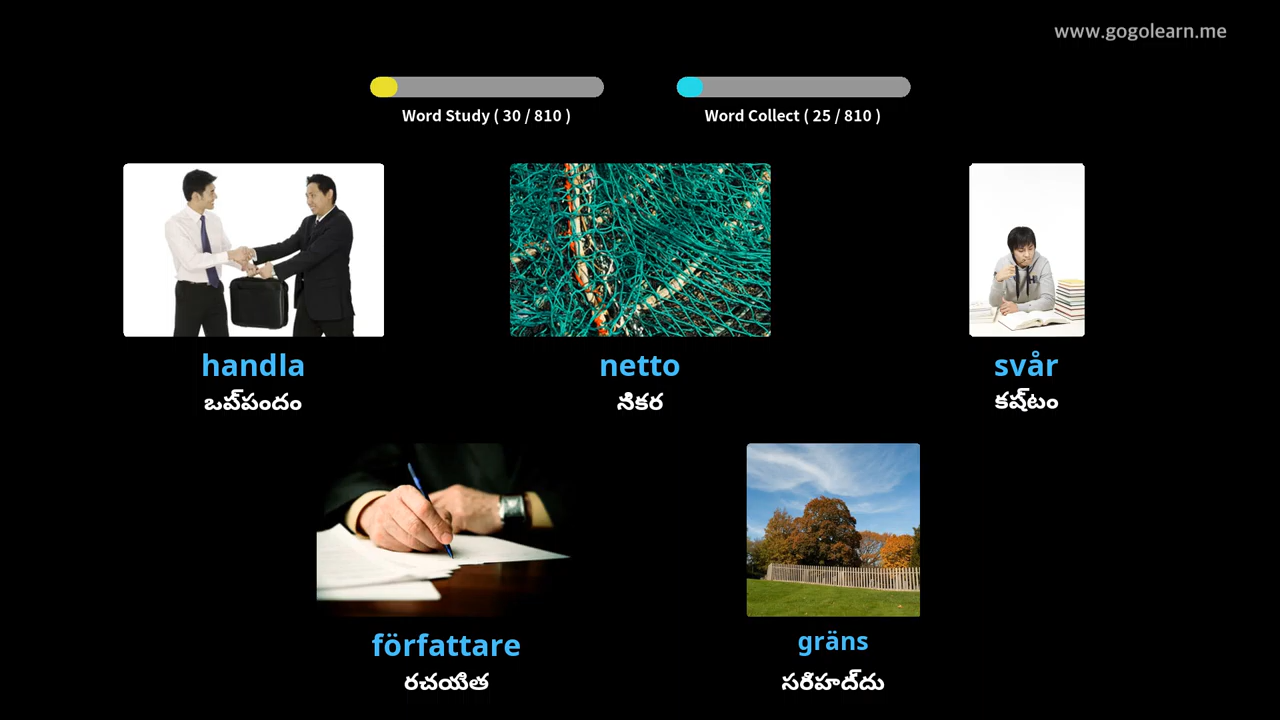 www.gogolearn.me
Word Study ( 30 / 810 )
Word Collect ( 25 / 810 )
handla
netto
svår
ఒప్పందం
నికర
కష్టం
författare
gräns
రచయిత
సరిహద్దు